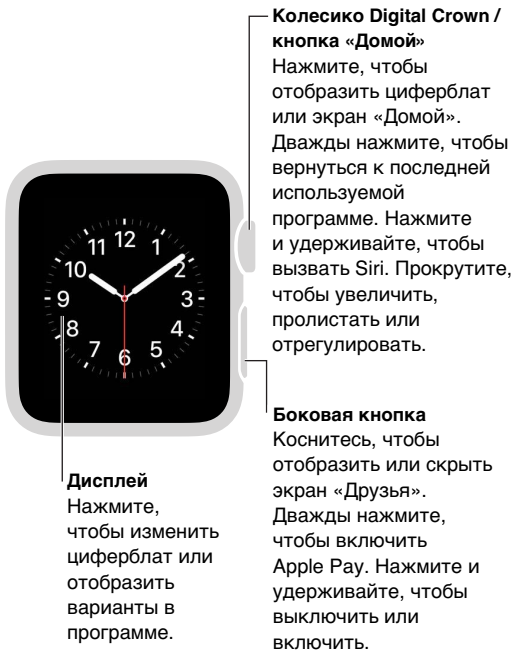 Колесико Digital Crown /
кнопка «Домой»
Нажмите, чтобы
отобразить циферблат
или экран «Домой».
Дважды нажмите, чтобы
вернуться к последней
используемой
программе. Нажмите
и удерживайте, чтобы
вызвать Siri. Прокрутите,
чтобы увеличить,
пролистать или
отрегулировать.
12
11 1
10 2
9 3
8 4
7 5
6
Боковая кнопка
Коснитесь, чтобы
отобразить или скрыть
экран «Друзья».
Дважды нажмите,
чтобы включить
Apple Pay. Нажмите и
удерживайте, чтобы
выключить или
включить.
Дисплей
Нажмите,
чтобы изменить
циферблат или
отобразить
варианты в
программе.